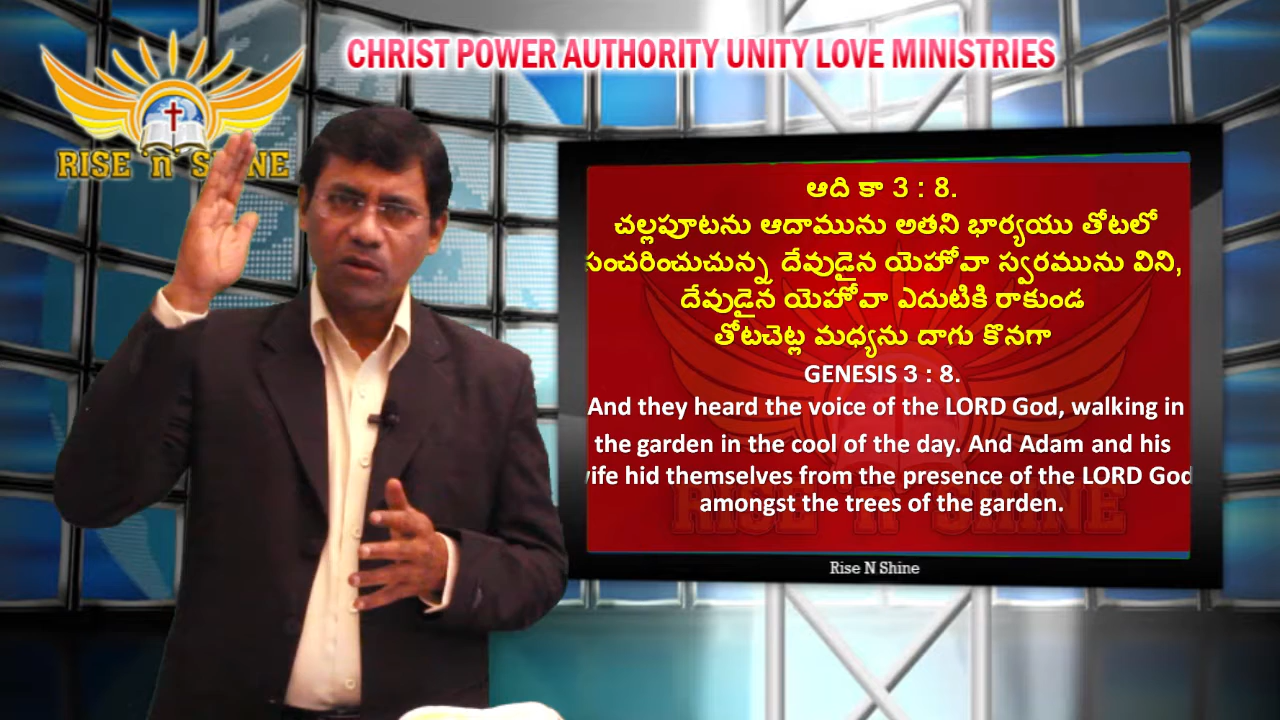 CHRIST POWER AUTHORITY UNITY LOVE MINISTRIES
RISE 'n' SHINE
ఆది కా 3 : 8.
చల్లపూటను ఆదామును అతని భార్యయు తోటలో
సంచరించుచున్న దేవుడైన యెహోవా స్వరమును విని,
దేవుడైన యెహోవా ఎదుటికి రాకుండ
తోటచెట్ల మధ్యను దాగు కొనగా
GENESIS 3 : 8.
And they heard the voice of the LORD God, walking in
the garden in the cool of the day. And Adam and his
wife hid themselves from the presence of the LORD God
amongst the trees of the garden.
RISE 'n' SHINE
Rise N Shine